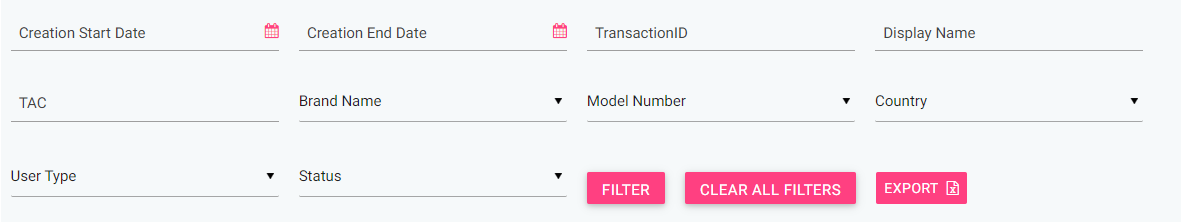 Creation Start Date
Creation End Date
TransactionID
Display Name
TAC
Brand Name
Model Number
Country
User Type
Status
FILTER
CLEAR ALL FILTERS
EXPORT